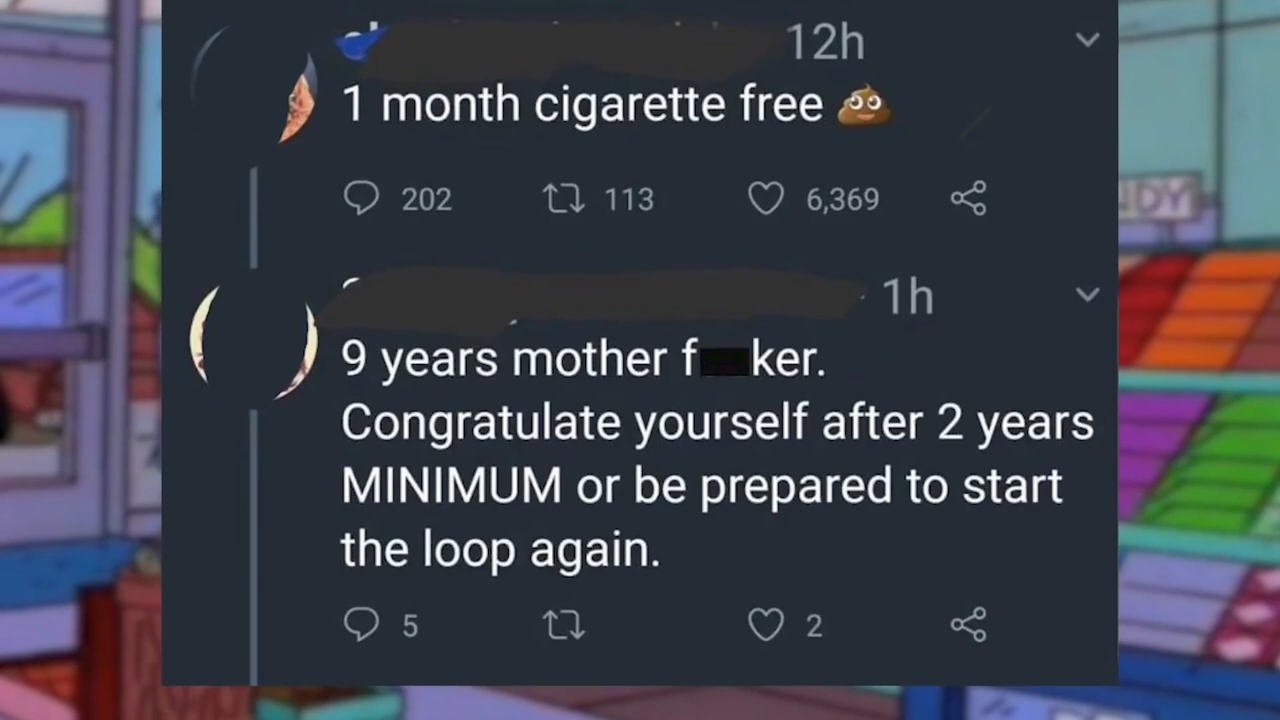 12h
1 month cigarette free 💩
202 113 6,369
1h
9 years mother f ker.
Congratulate yourself after 2 years
MINIMUM or be prepared to start
the loop again.
5 2